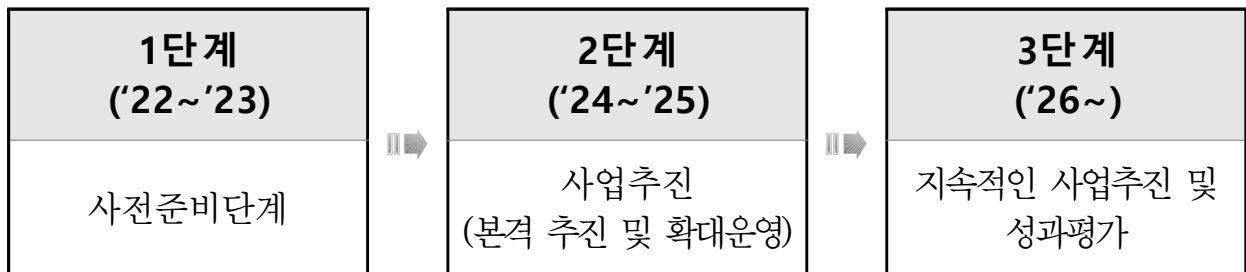 1단계
('22~'23)
사전준비단계
2단계
('24~'25)
사업추진
(본격 추진 및 확대운영)
3단계
('26~)
지속적인 사업추진 및
성과평가